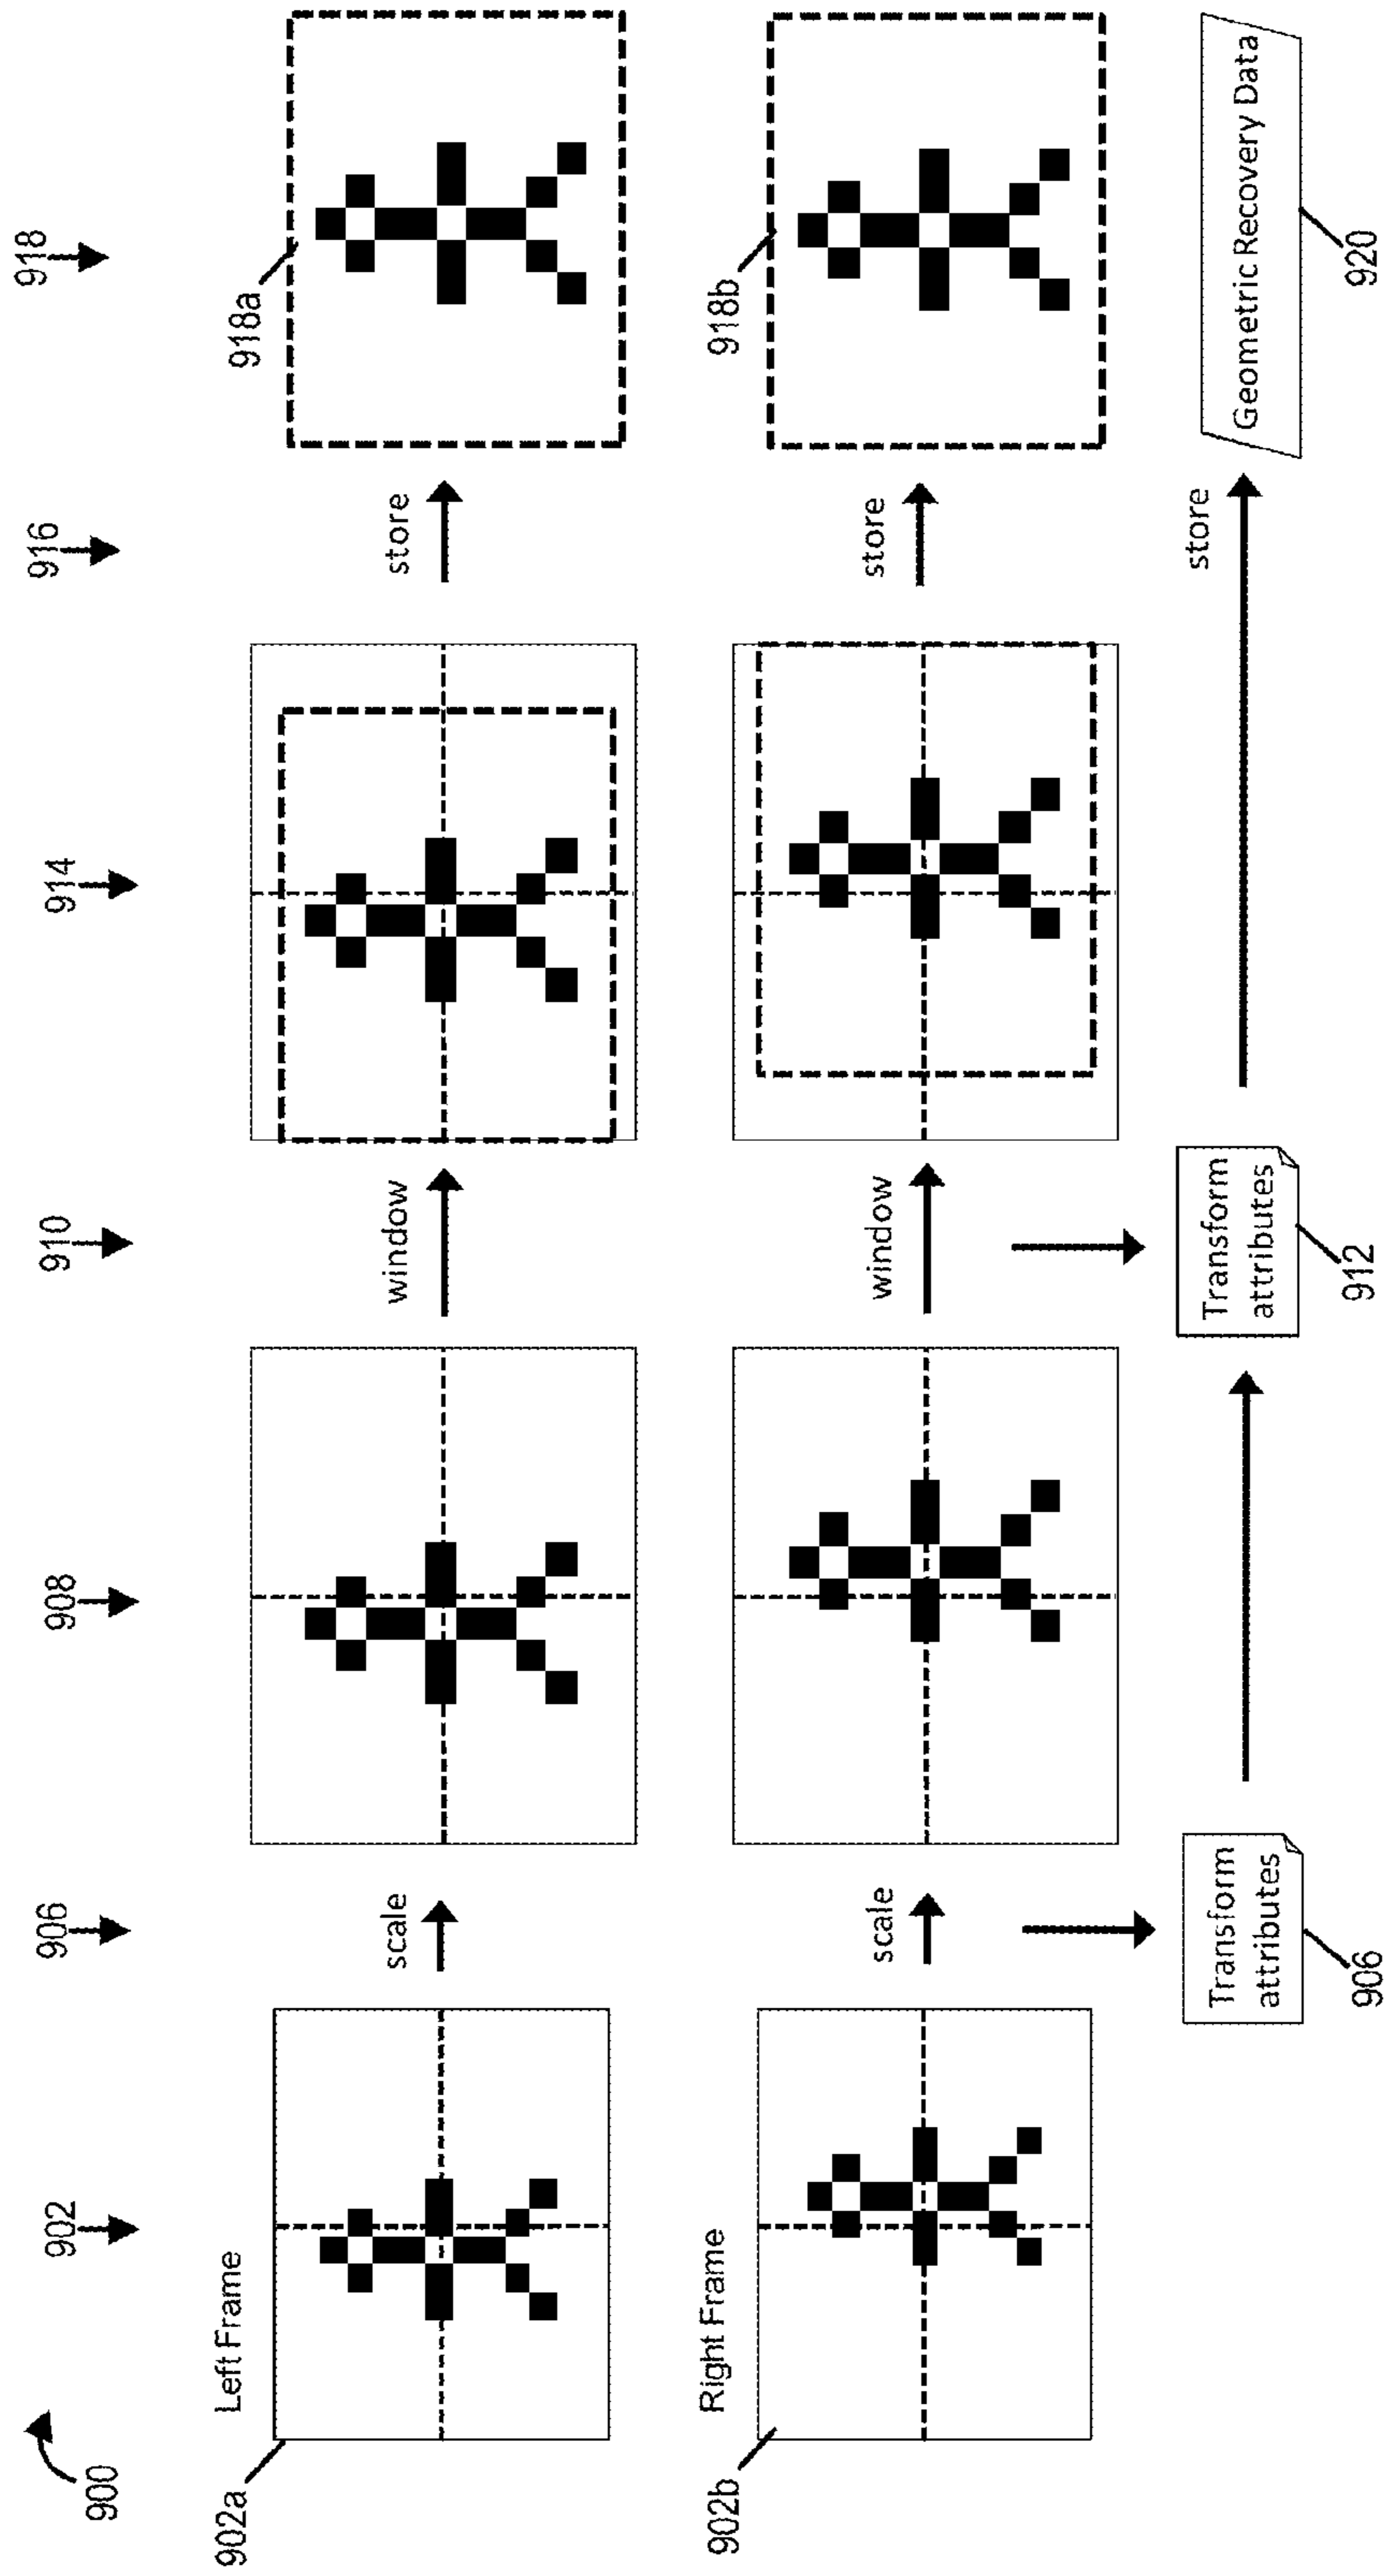 900
902
906
908
910
914
916
918
Left Frame
902a
scale
window
store
918a
Right Frame
902b
scale
window
store
918b
Transform
attributes
906
Transform
attributes
912
store
Geometric Recovery Data
920